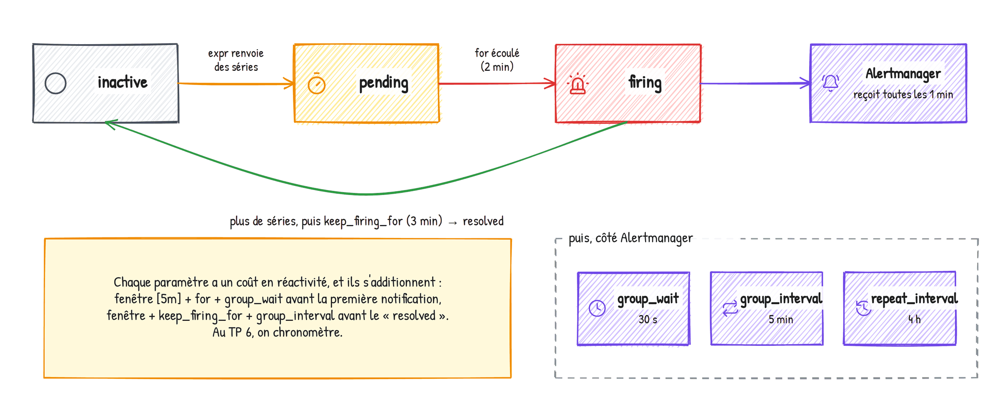 inactive
expr renvoie
des séries
pending
for écoulé
(2 min)
firing
Alertmanager
reçoit toutes les 1 min
plus de séries, puis keep_firing_for (3 min) → resolved
Chaque paramètre a un coût en réactivité, et ils s'additionnent :
fenêtre [5m] + for + group_wait avant la première notification,
fenêtre + keep_firing_for + group_interval avant le « resolved ».
Au TP 6, on chronomètre.
puis, côté Alertmanager
group_wait
30 s
group_interval
5 min
repeat_interval
4 h